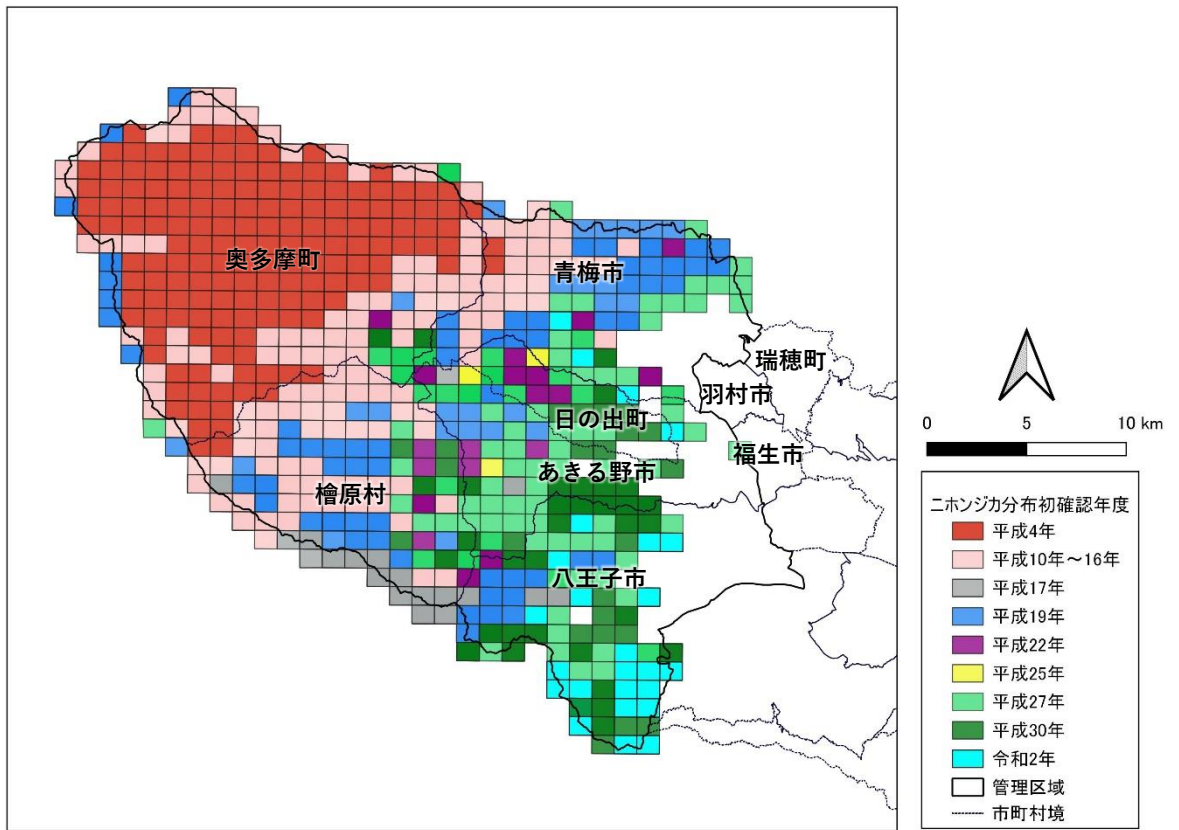 奥多摩町
青梅市
瑞穂町
羽村市
日の出町
福生市
あきる野市
檜原村
八王子市
0 5 10 km
ニホンジカ分布初確認年度
平成4年
平成10年～16年
平成17年
平成19年
平成22年
平成25年
平成27年
平成30年
令和2年
管理区域
市町村境